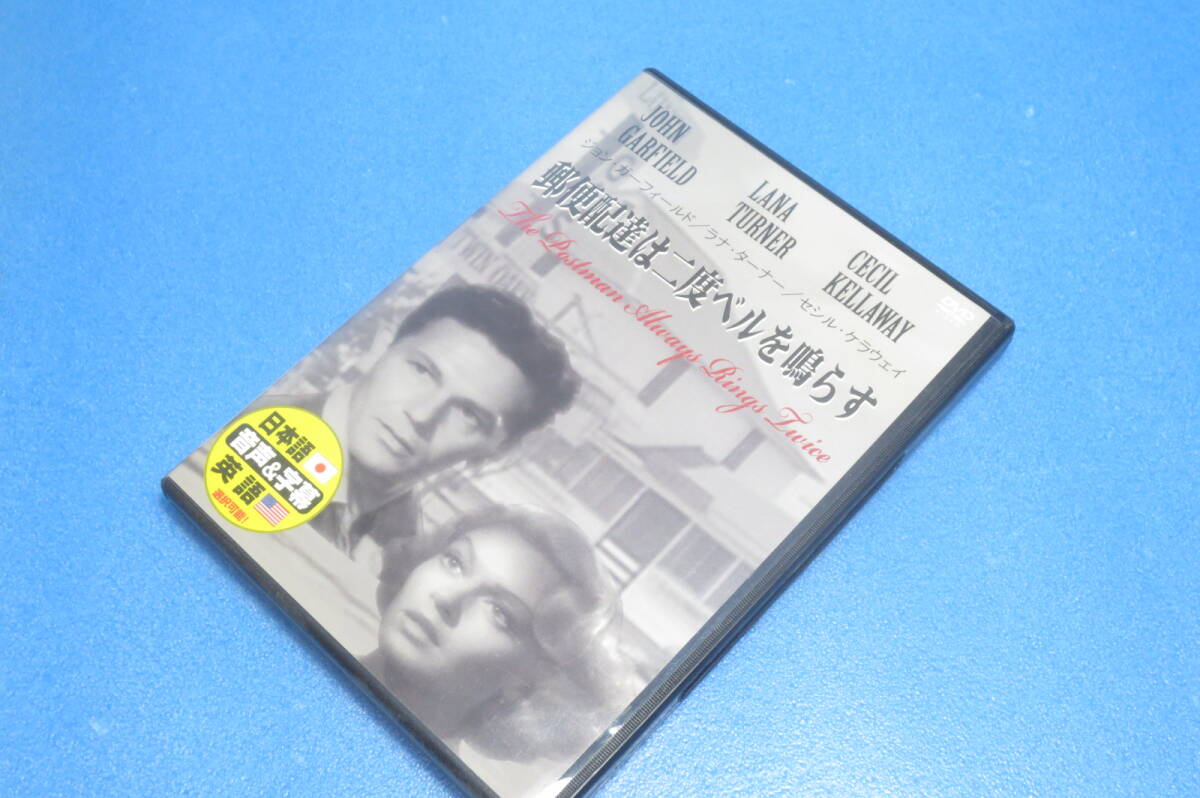 JOHN
GARFIELD
LANA
TURNER
CECIL
KELLAWAY
ジョン・ガーフィールド／ラナ・ターナー／セシル・ケラウェイ
郵便配達は二度ベルを鳴らす
The Postman Always Rings Twice
DVD
日本語
音声&字幕
英語
選択可能!
TWIN